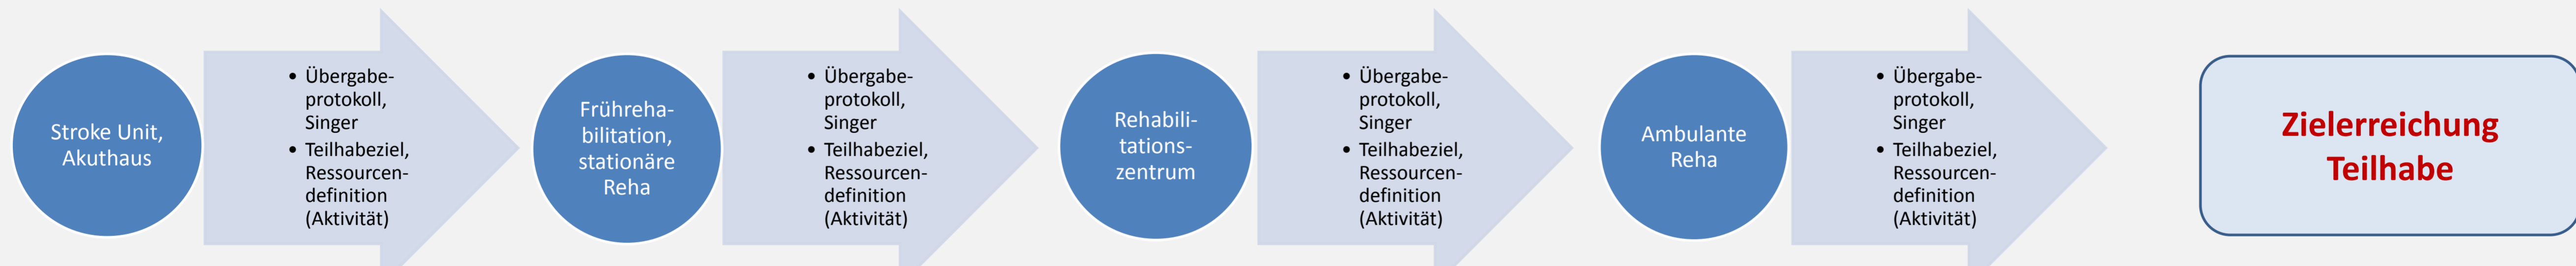 Stroke Unit,
Akuthaus
• Übergabe-
protokoll,
Singer
• Teilhabeziel,
Ressourcen-
definition
(Aktivität)
Frühreha-
bilitation,
stationäre
Reha
• Übergabe-
protokoll,
Singer
• Teilhabeziel,
Ressourcen-
definition
(Aktivität)
Rehabili-
tations-
zentrum
• Übergabe-
protokoll,
Singer
• Teilhabeziel,
Ressourcen-
definition
(Aktivität)
Ambulante
Reha
• Übergabe-
protokoll,
Singer
• Teilhabeziel,
Ressourcen-
definition
(Aktivität)
Zielerreichung
Teilhabe